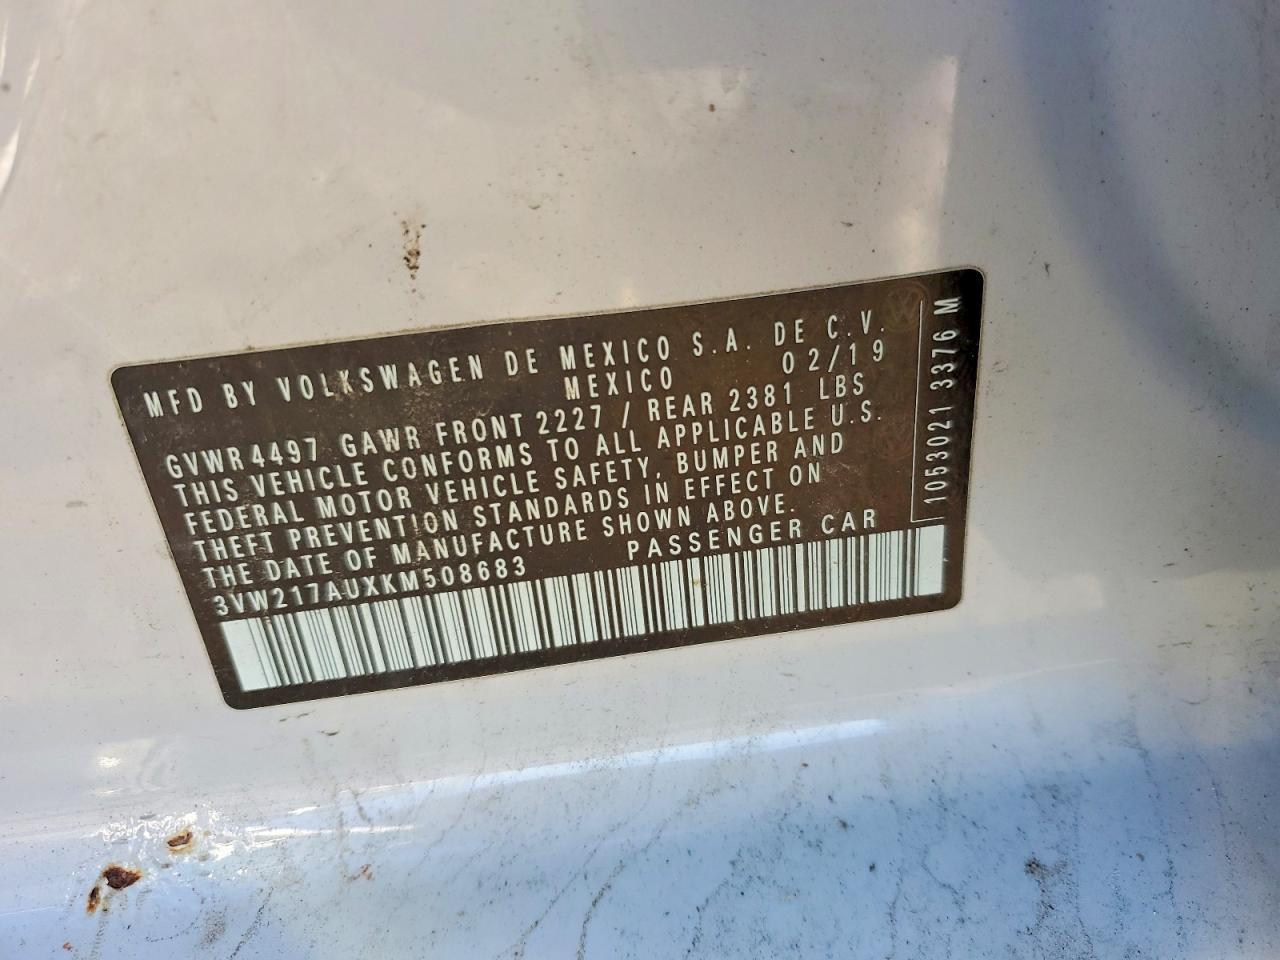 MFD BY VOLKSWAGEN DE MEXICO S.A. DE C.V.
MEXICO 02/19
GVWR 4497 GAWR FRONT 2227 / REAR 2381 LBS
THIS VEHICLE CONFORMS TO ALL APPLICABLE U.S.
FEDERAL MOTOR VEHICLE SAFETY, BUMPER AND
THEFT PREVENTION STANDARDS IN EFFECT ON
THE DATE OF MANUFACTURE SHOWN ABOVE.
3VW217AUXKM508683 PASSENGER CAR
1053021 3376 M